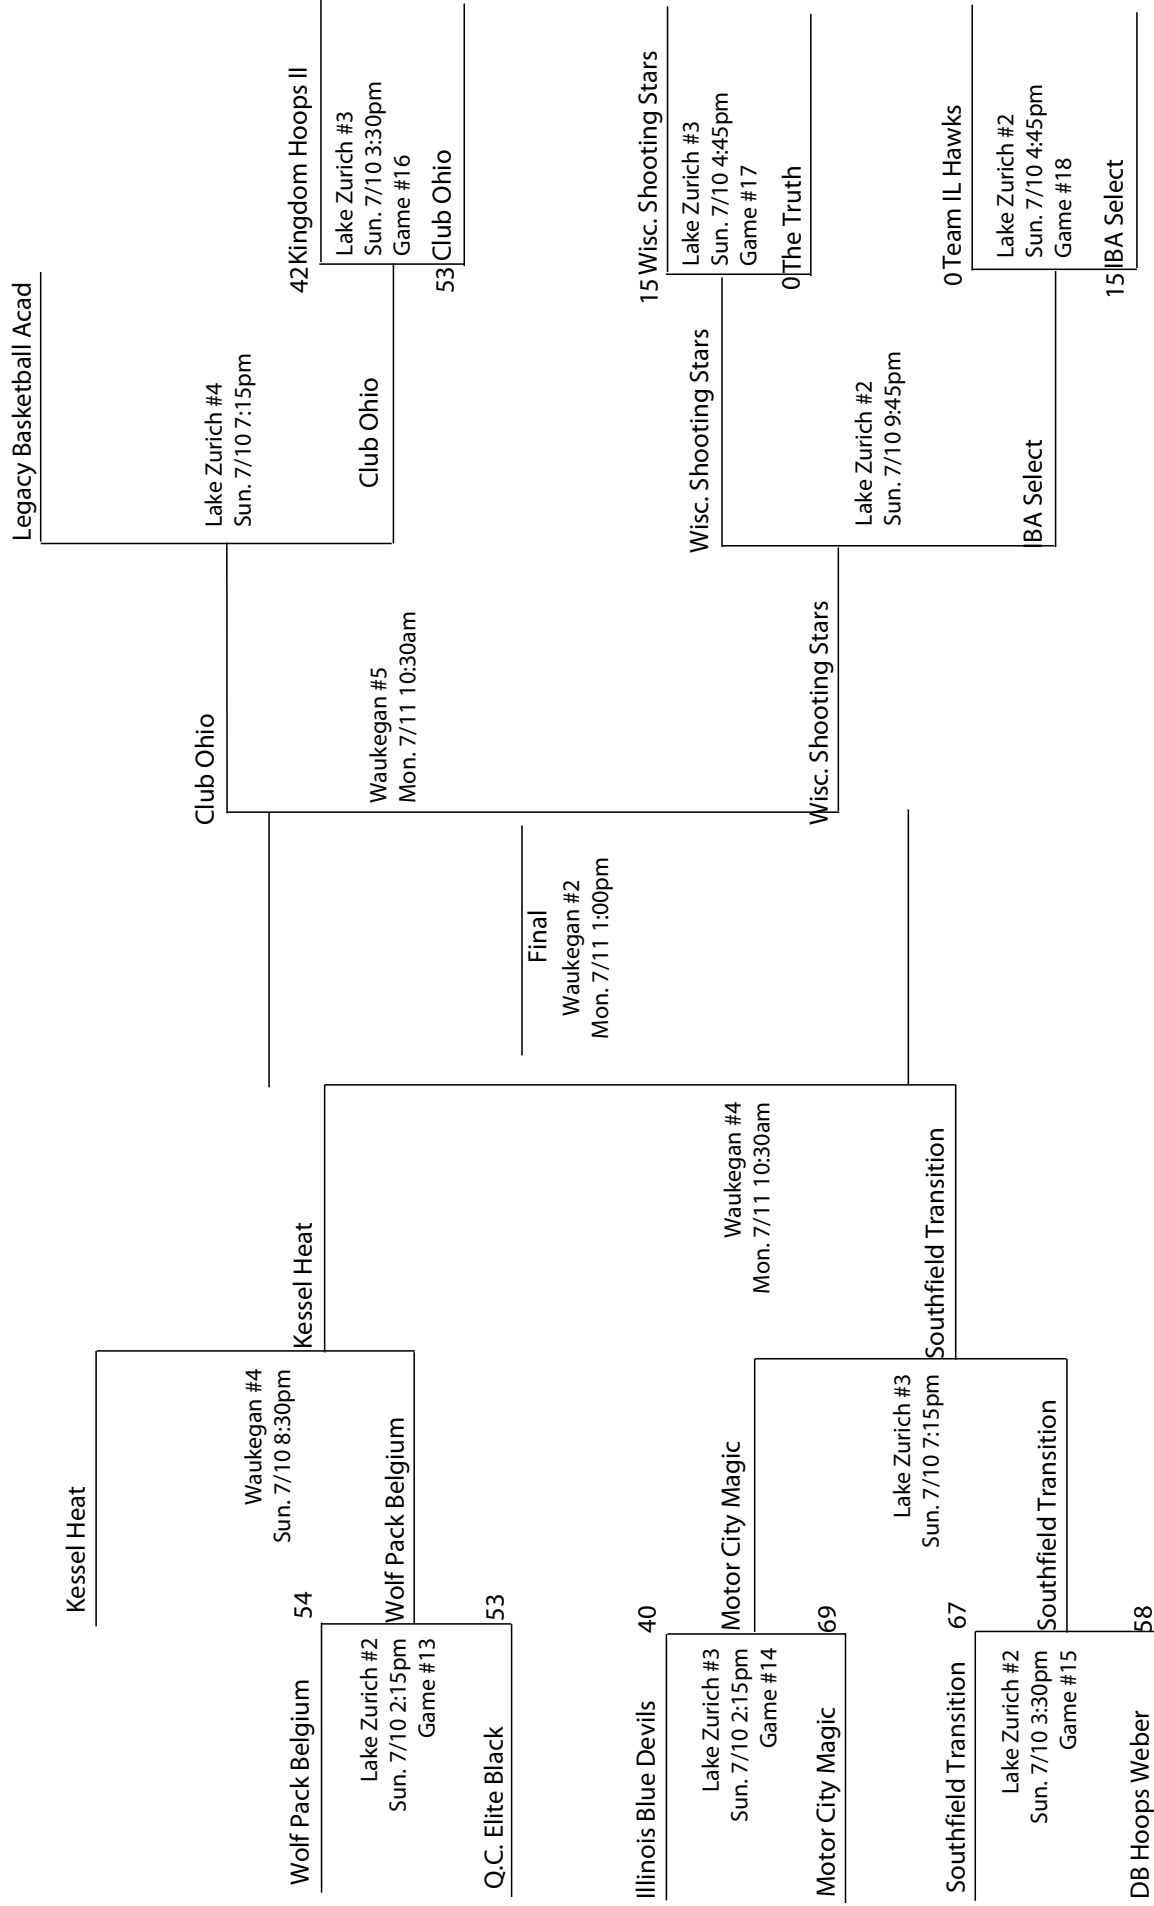 Kessel Heat
Waukegan #4
Sun. 7/10 8:30pm
Kessel Heat
Wolf Pack Belgium
54
Lake Zurich #2
Sun. 7/10 2:15pm
Game #13
Wolf Pack Belgium
Q.C. Elite Black
53
Illinois Blue Devils
40
Lake Zurich #3
Sun. 7/10 2:15pm
Game #14
Motor City Magic
Motor City Magic
69
Waukegan #4
Mon. 7/11 10:30am
Lake Zurich #3
Sun. 7/10 7:15pm
Southfield Transition
Southfield Transition
67
Lake Zurich #2
Sun. 7/10 3:30pm
Game #15
Southfield Transition
DB Hoops Weber
58
Final
Waukegan #2
Mon. 7/11 1:00pm
Legacy Basketball Acad
Lake Zurich #4
Sun. 7/10 7:15pm
Club Ohio
Club Ohio
42 Kingdom Hoops II
Lake Zurich #3
Sun. 7/10 3:30pm
Game #16
53 Club Ohio
Waukegan #5
Mon. 7/11 10:30am
15 Wisc. Shooting Stars
Lake Zurich #3
Sun. 7/10 4:45pm
Game #17
Wisc. Shooting Stars
0 The Truth
Wisc. Shooting Stars
Lake Zurich #2
Sun. 7/10 9:45pm
0 Team IL Hawks
Lake Zurich #2
Sun. 7/10 4:45pm
Game #18
IBA Select
15 IBA Select